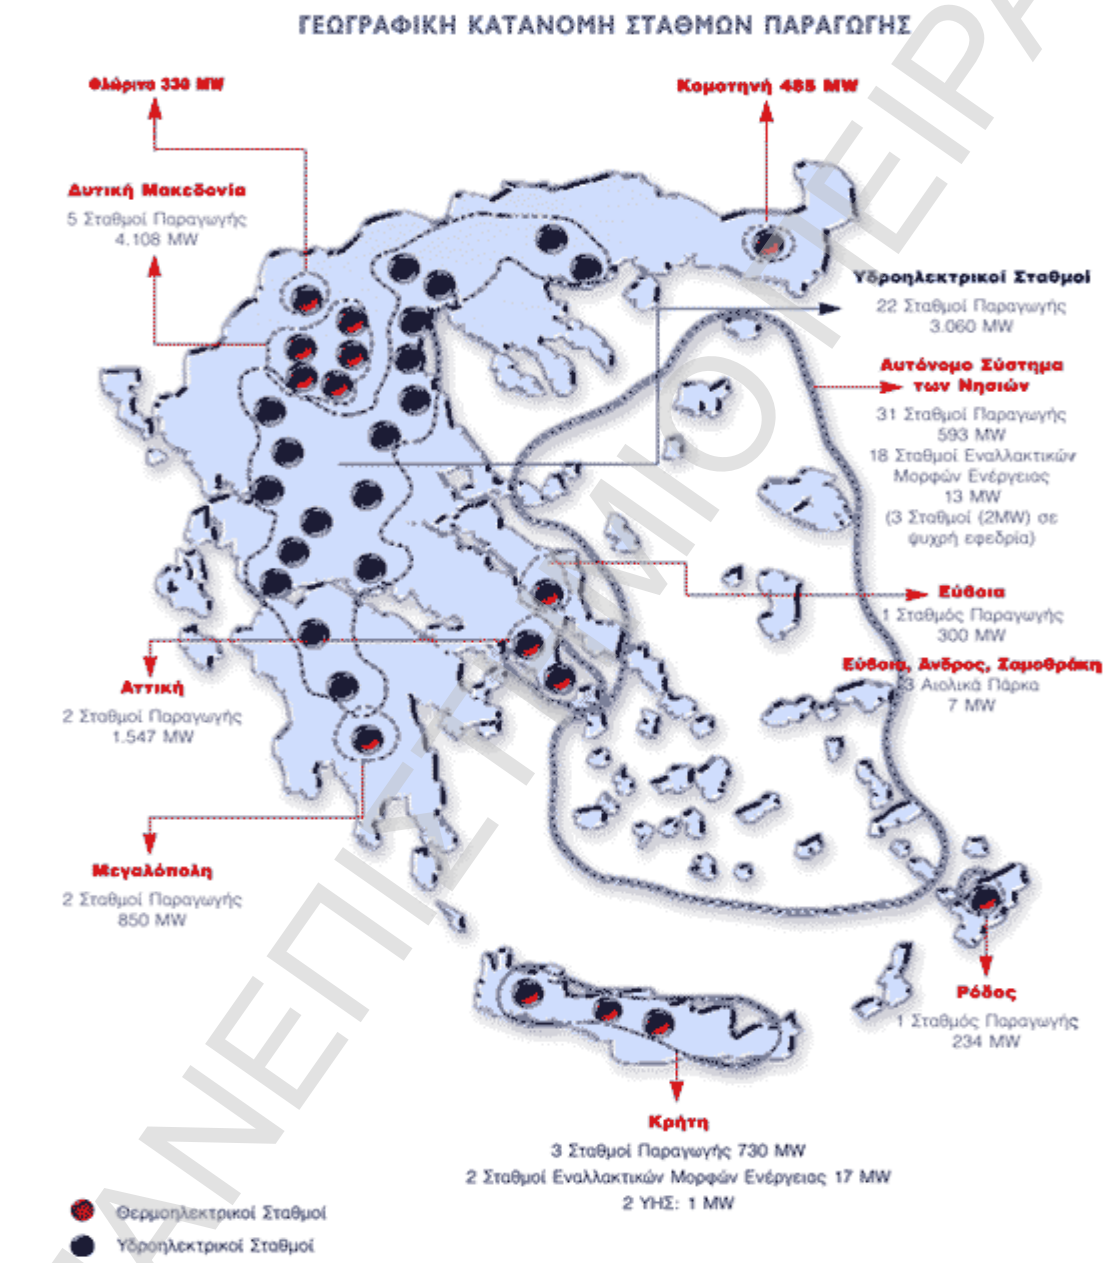 ΓΕΩΓΡΑΦΙΚΗ ΚΑΤΑΝΟΜΗ ΣΤΑΘΜΩΝ ΠΑΡΑΓΩΓΗΣ
Φλώρινα 330 MW
Κομοτηνή 485 MW
Δυτική Μακεδονία
5 Σταθμοί Παραγωγής
4.108 MW
Υδροηλεκτρικοί Σταθμοί
22 Σταθμοί Παραγωγής
3.060 MW
Αυτόνομο Σύστημα
των Νησιών
31 Σταθμοί Παραγωγής
593 MW
18 Σταθμοί Εναλλακτικών
Μορφών Ενέργειας
13 MW
(3 Σταθμοί (2MW) σε
ψυχρή εφεδρία)
Εύβοια
1 Σταθμός Παραγωγής
300 MW
Εύβοια, Άνδρος, Σαμοθράκη
3 Αιολικά Πάρκα
7 MW
Αττική
2 Σταθμοί Παραγωγής
1.547 MW
Μεγαλόπολη
2 Σταθμοί Παραγωγής
850 MW
Ρόδος
1 Σταθμός Παραγωγής
234 MW
Κρήτη
3 Σταθμοί Παραγωγής 730 MW
2 Σταθμοί Εναλλακτικών Μορφών Ενέργειας 17 MW
2 ΥΗΣ: 1 MW
Θερμοηλεκτρικοί Σταθμοί
Υδροηλεκτρικοί Σταθμοί
ΠΑΝΕΠΙΣΤΗΜΙΟ ΠΕΙΡΑ